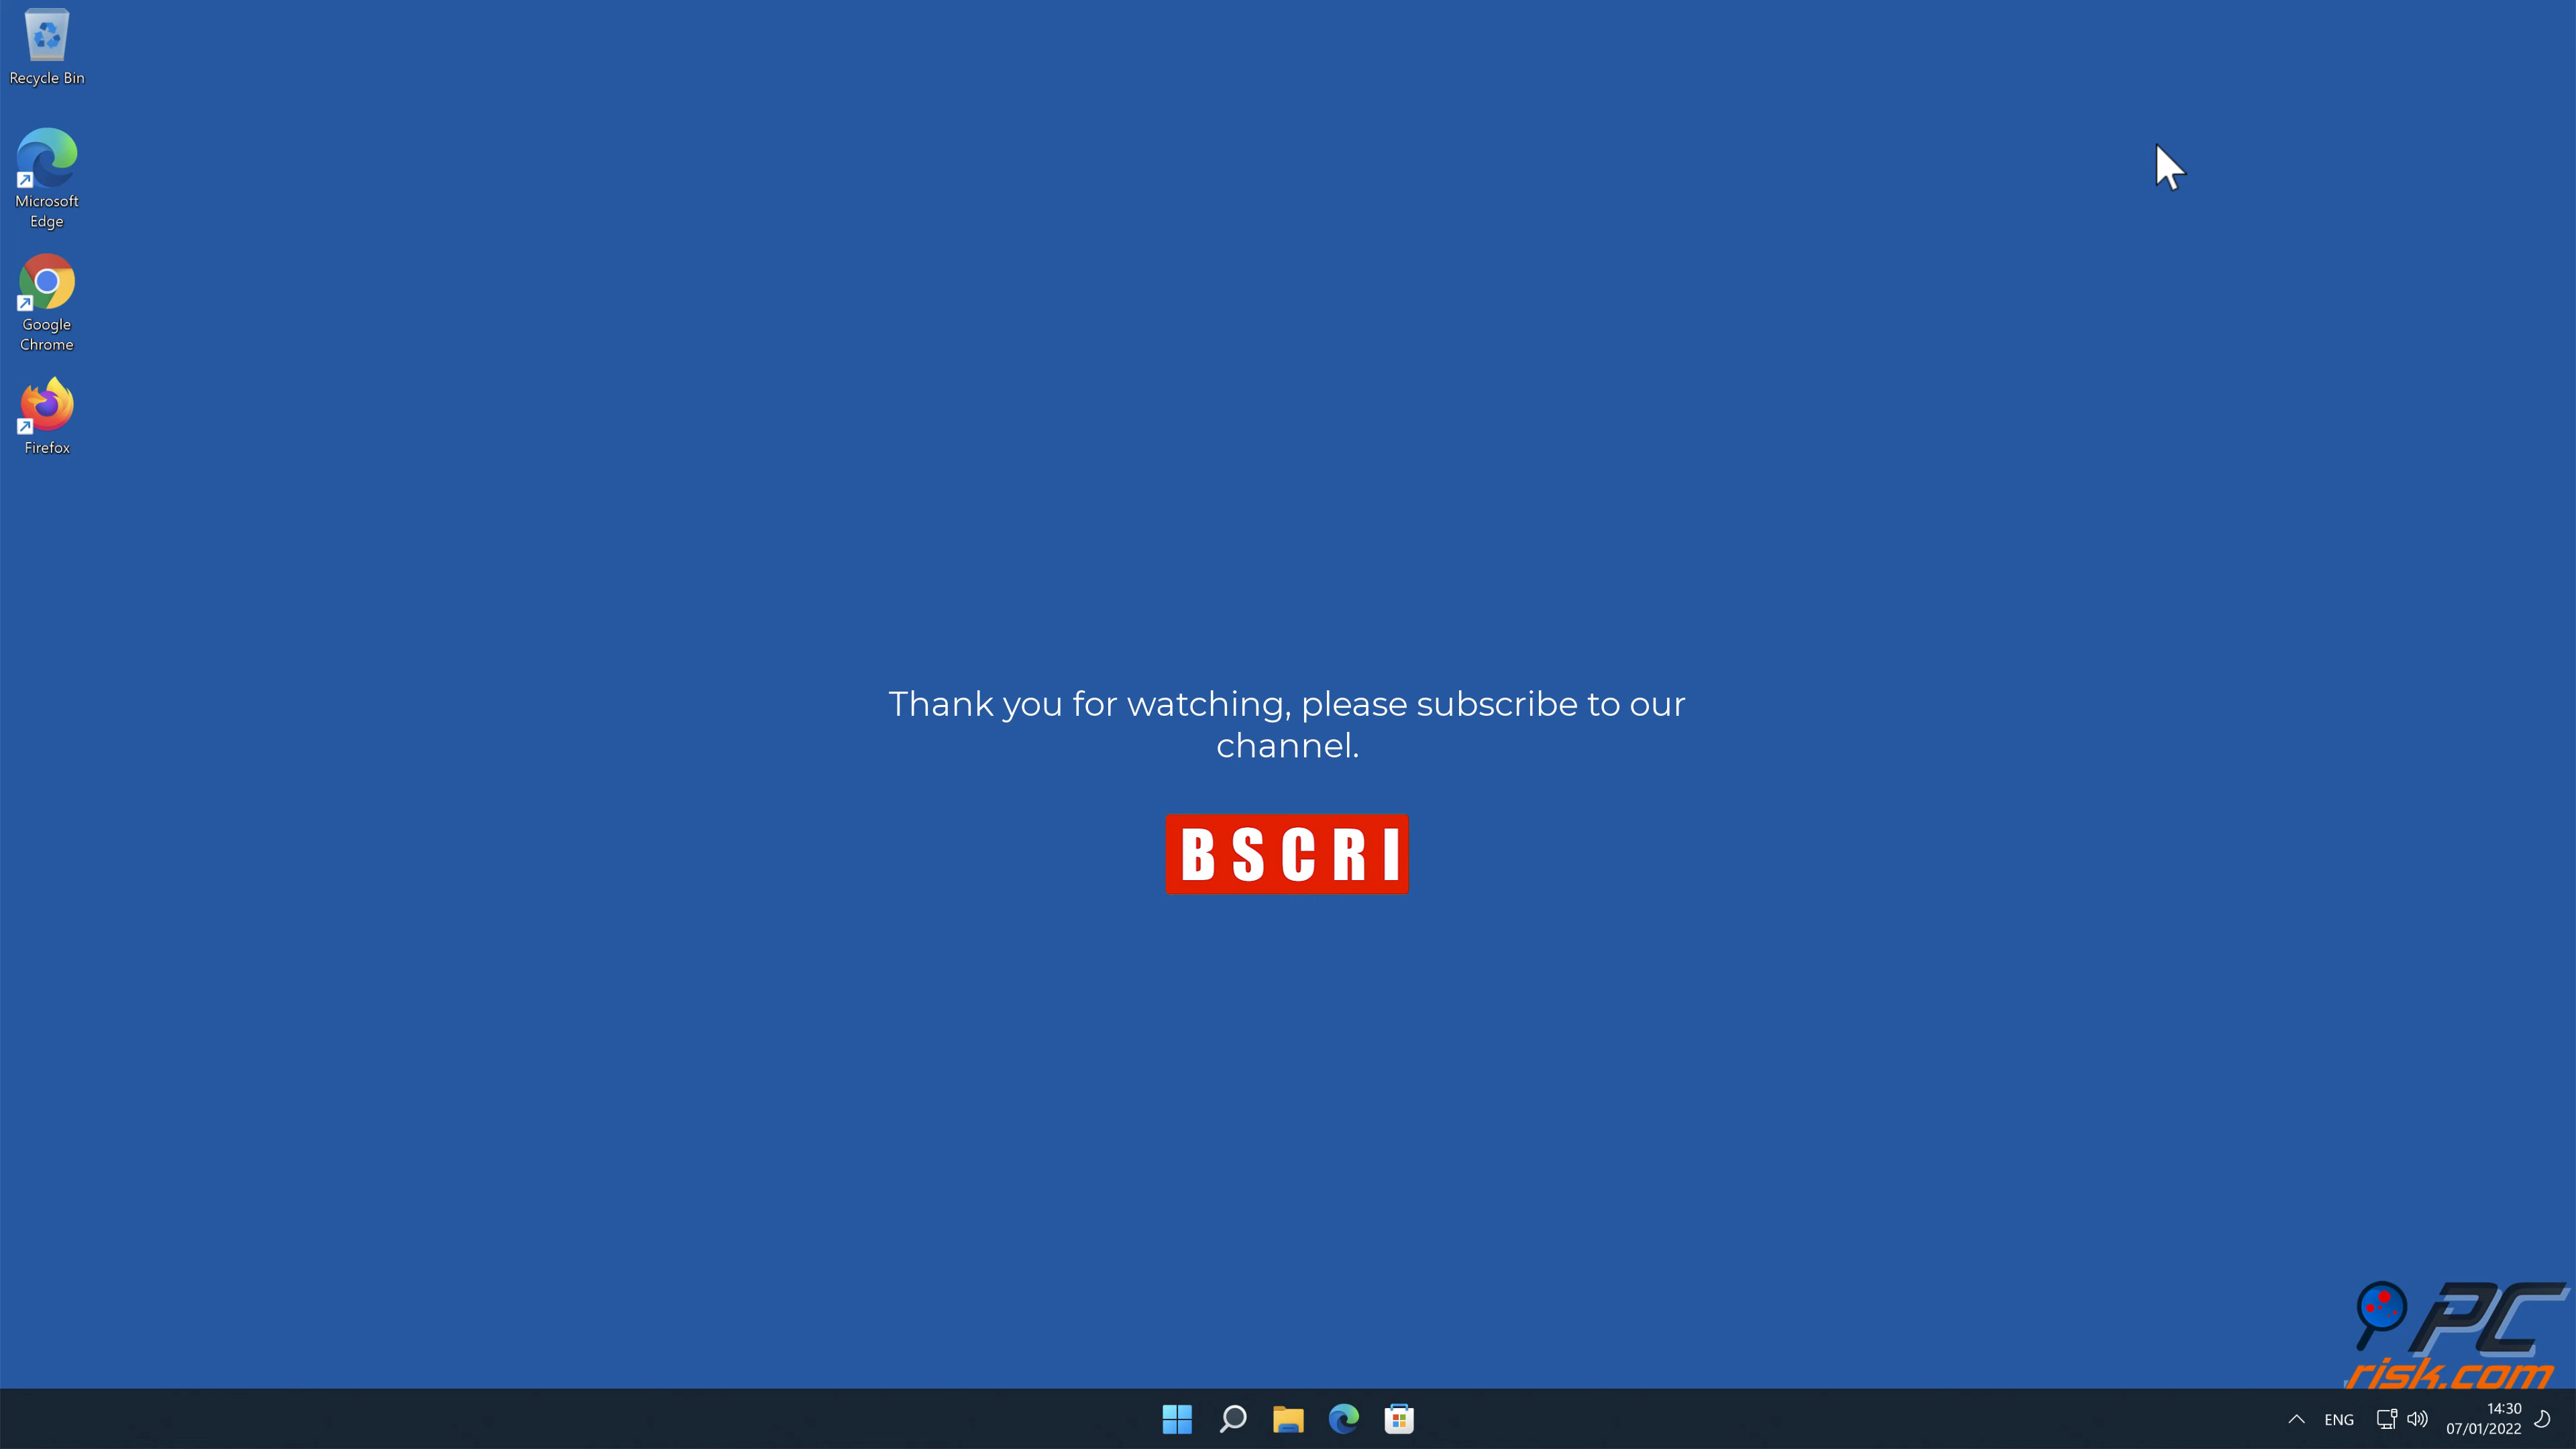 Recycle Bin
Microsoft
Edge
Google
Chrome
Firefox
Thank you for watching, please subscribe to our
channel.
BSCRI
PC
risk.com
ENG
14:30
07/01/2022